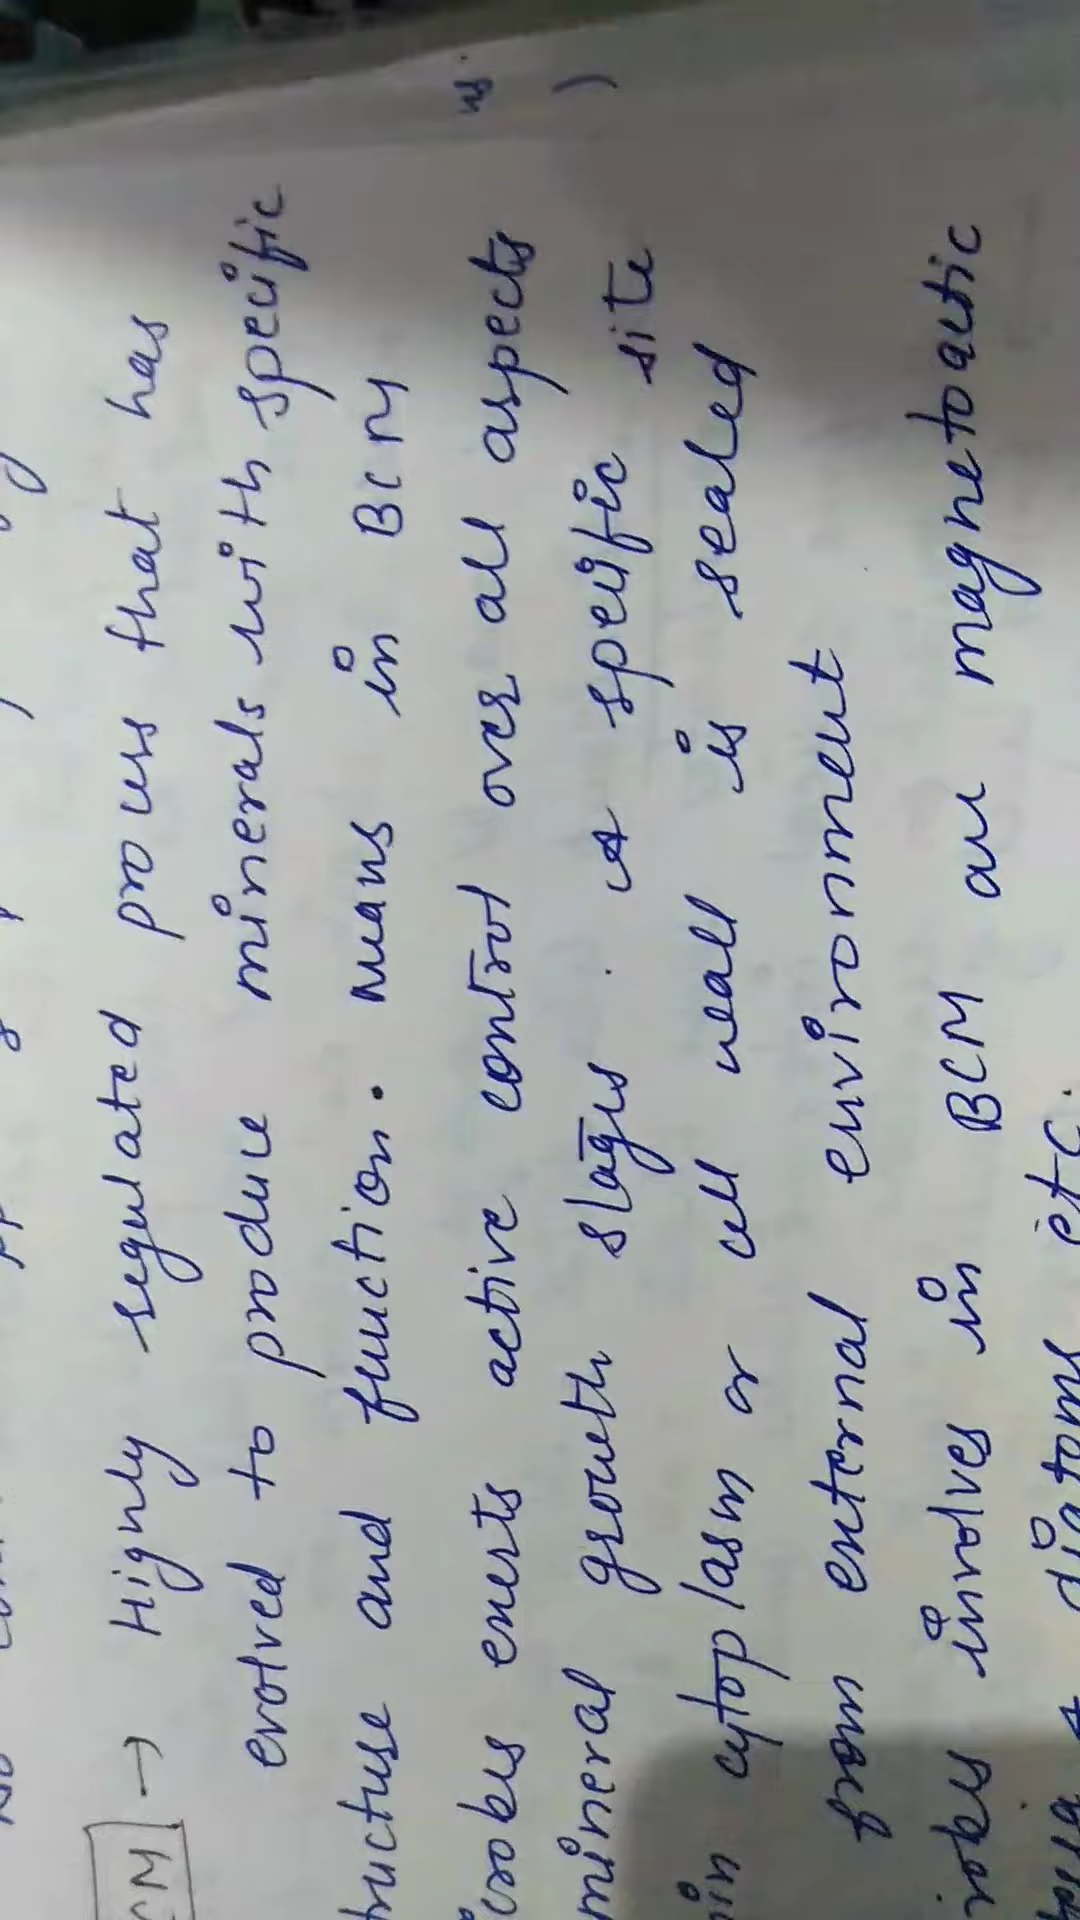 CM → Highly regulated process that has
evolved to produce minerals with specific
tructure and function. means in BCM
icrobes exerts active control over all aspects
mineral growth stages. A specific site
in cytoplasm or cell wall is sealed
from external environment
robes involves in BCM are magnetotactic
diatoms etc.